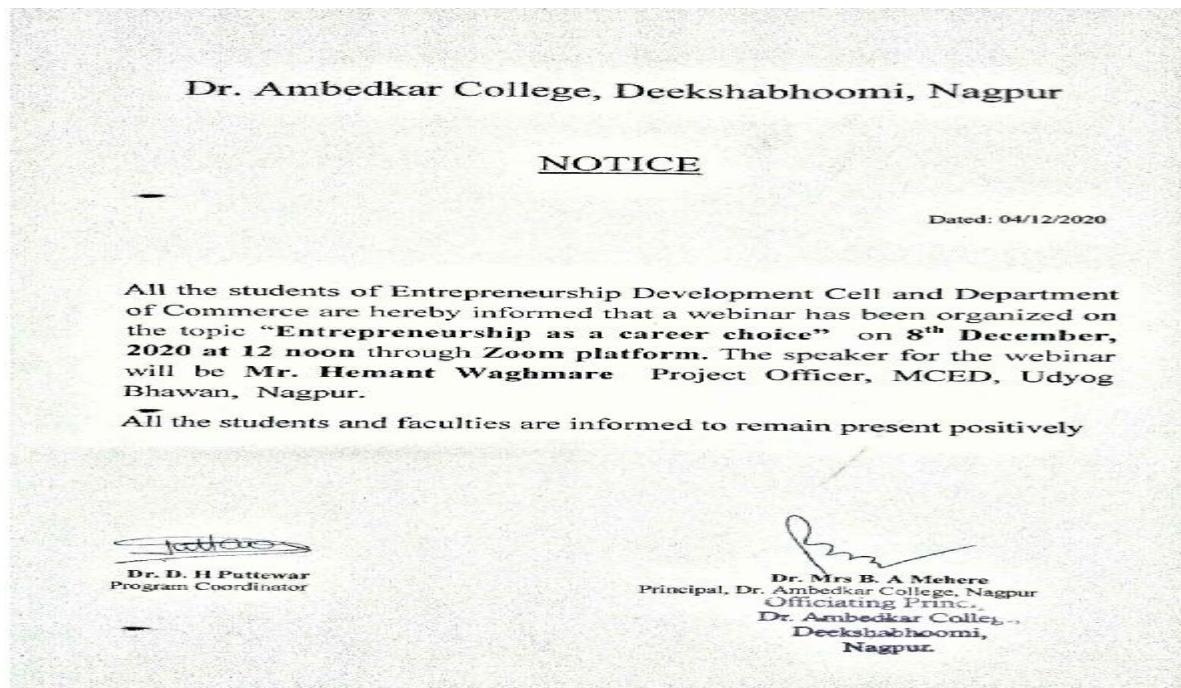 Dr. Ambedkar College, Deekshabhoomi, Nagpur
NOTICE
Dated: 04/12/2020
All the students of Entrepreneurship Development Cell and Department
of Commerce are hereby informed that a webinar has been organized on
the topic “Entrepreneurship as a career choice” on 8th December,
2020 at 12 noon through Zoom platform. The speaker for the webinar
will be Mr. Hemant Waghmare Project Officer, MCED, Udyog
Bhawan, Nagpur.
All the students and faculties are informed to remain present positively
Dr. D. H Puttewar
Program Coordinator
Dr. Mrs B. A Mehere
Principal, Dr. Ambedkar College, Nagpur
Officiating
Dr. Ambedkar
Deekshabhoomi,
Nagpur.